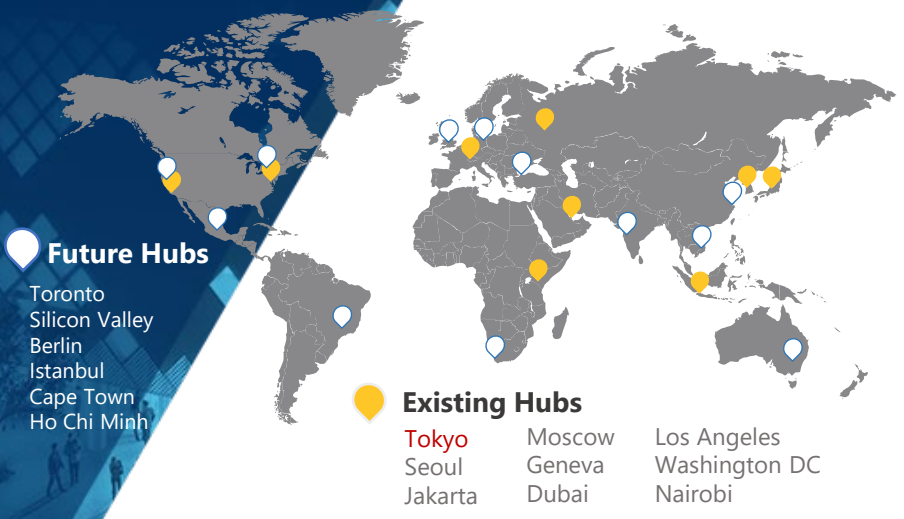 Future Hubs
Toronto
Silicon Valley
Berlin
Istanbul
Cape Town
Ho Chi Minh
Existing Hubs
Tokyo
Seoul
Jakarta
Moscow
Geneva
Dubai
Los Angeles
Washington DC
Nairobi